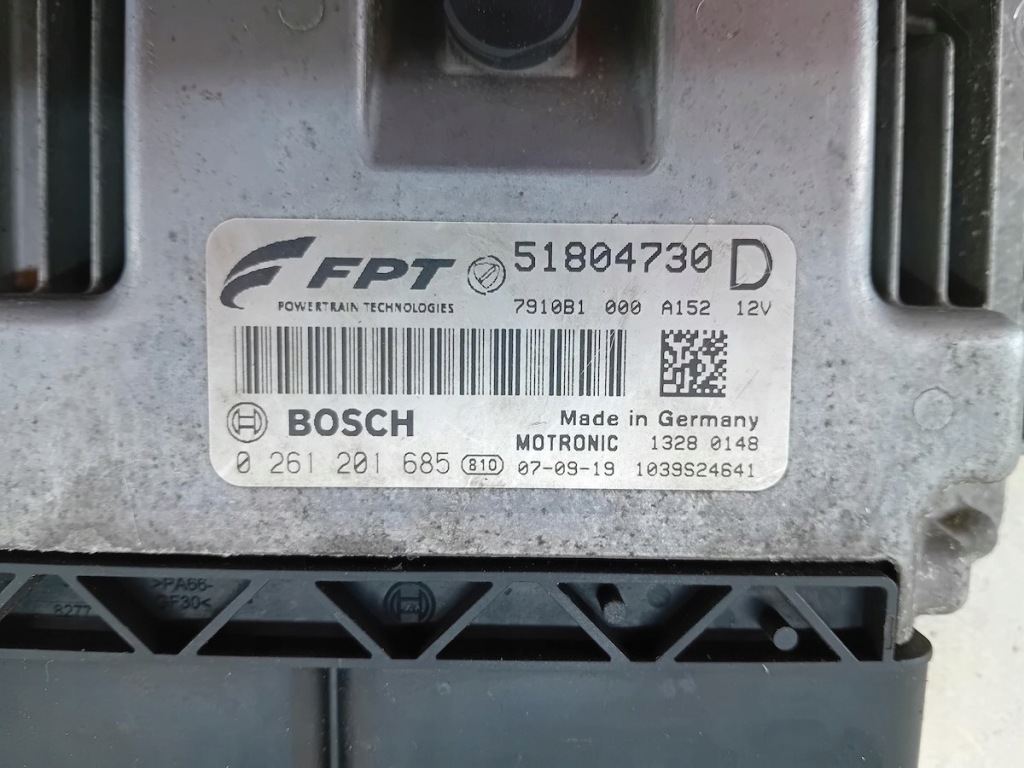 FPT 51804730 D
POWERTRAIN TECHNOLOGIES 7910B1 000 A152 12V
BOSCH Made in Germany
MOTRONIC 1328 0148
0 261 201 685 810 07-09-19 1039S24641
>PA66-
GF30<
8277